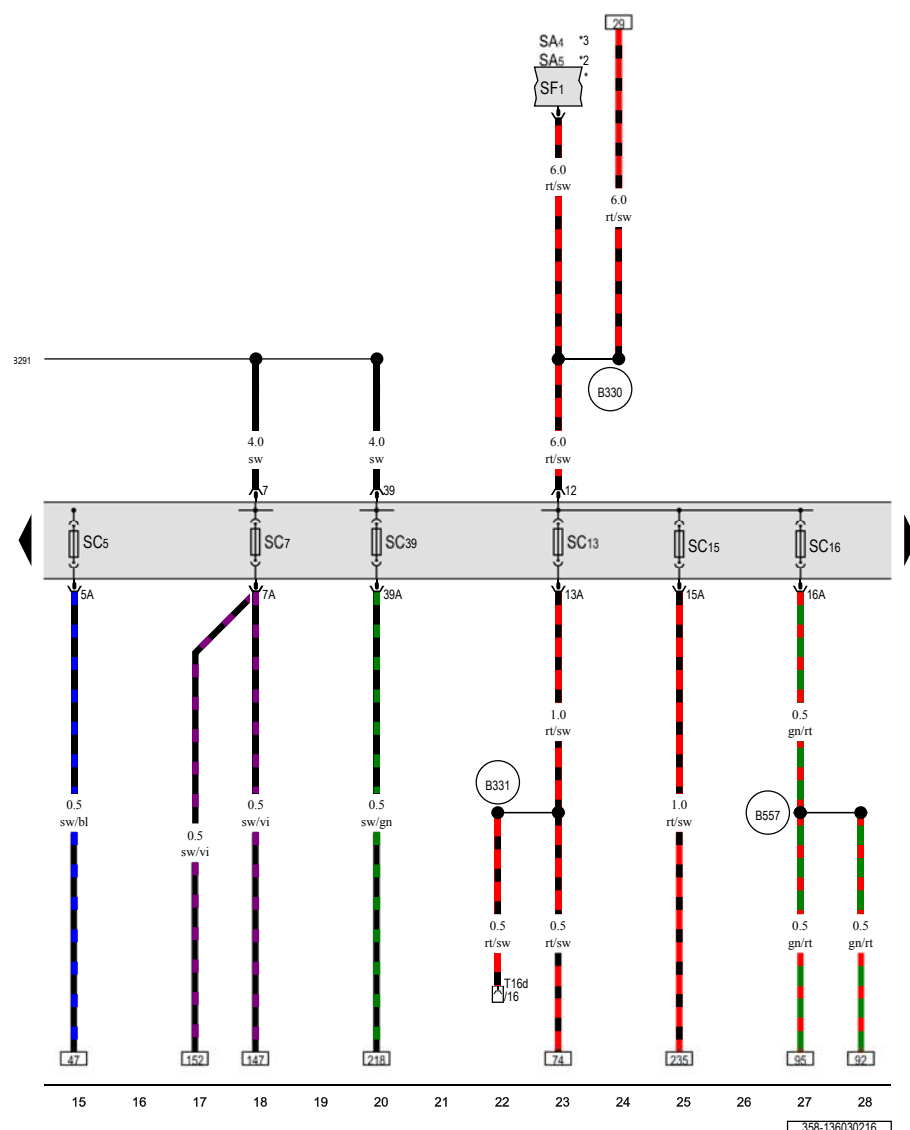 29
SA4 *3
SA5 *2
*
SF1
6.0
rt/sw
6.0
rt/sw
B291
B330
4.0
sw
4.0
sw
6.0
rt/sw
7
39
12
SC5
SC7
SC39
SC13
SC15
SC16
5A
7A
39A
13A
15A
16A
1.0
rt/sw
0.5
gn/rt
B331
B557
0.5
sw/bl
0.5
sw/vi
0.5
sw/vi
0.5
sw/gn
1.0
rt/sw
0.5
rt/sw
0.5
rt/sw
0.5
gn/rt
0.5
gn/rt
T16d
/16
47
152
147
218
74
235
95
92
15 16 17 18 19 20 21 22 23 24 25 26 27 28
358-136030216